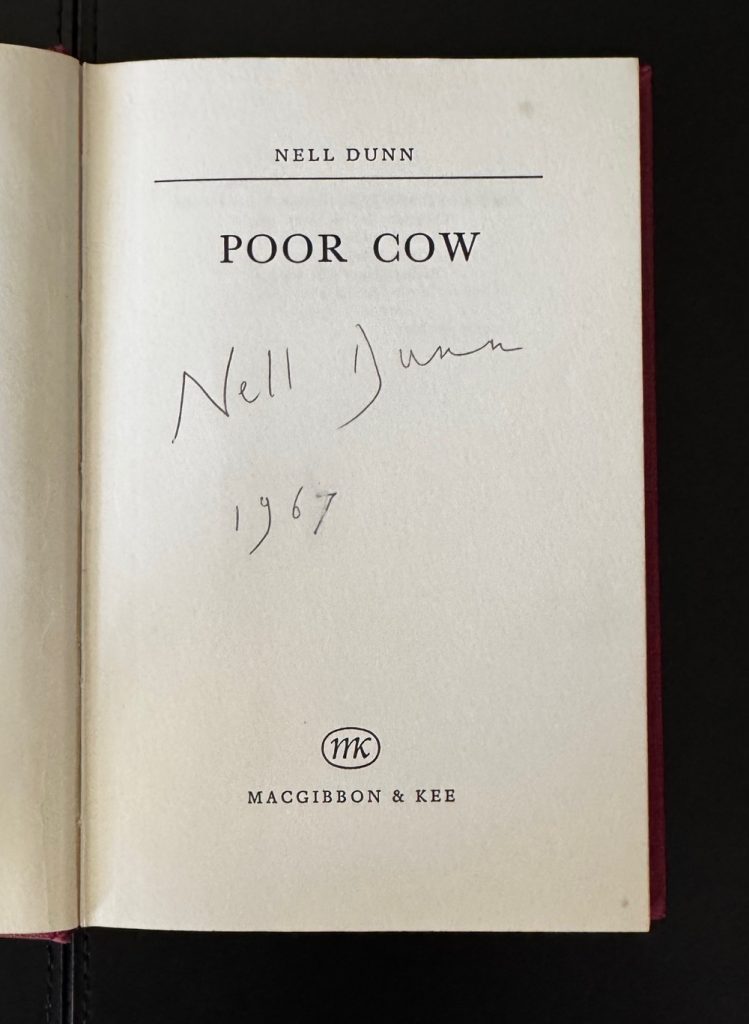 NELL DUNN
POOR COW
Nell Dunn
1967
MK
MACGIBBON & KEE